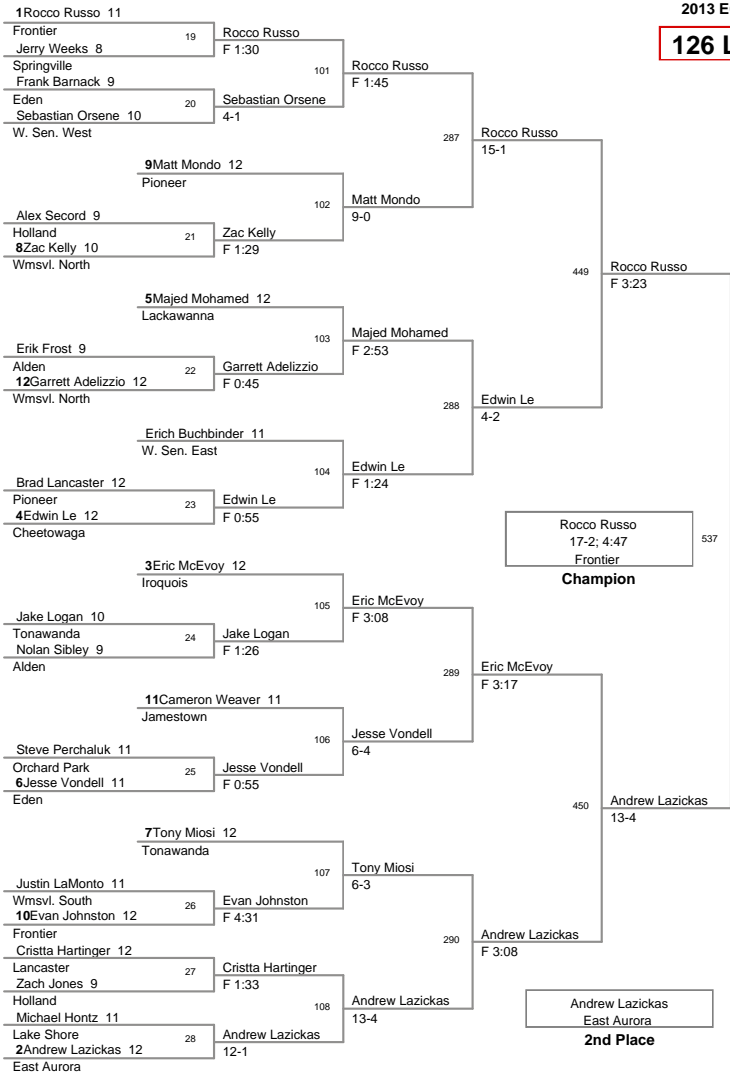 2013 E
126 L
1Rocco Russo 11
Frontier
19
Jerry Weeks 8
Springville
Rocco Russo
F 1:30
Frank Barnack 9
Eden
20
Sebastian Orsene 10
W. Sen. West
Sebastian Orsene
4-1
101
Rocco Russo
F 1:45
9Matt Mondo 12
Pioneer
Alex Secord 9
Holland
21
8Zac Kelly 10
Wmsvl. North
Zac Kelly
F 1:29
102
Matt Mondo
9-0
287
Rocco Russo
15-1
5Majed Mohamed 12
Lackawanna
Erik Frost 9
Alden
22
12Garrett Adelizzio 12
Wmsvl. North
Garrett Adelizzio
F 0:45
103
Majed Mohamed
F 2:53
Erich Buchbinder 11
W. Sen. East
Brad Lancaster 12
Pioneer
23
4Edwin Le 12
Cheetowaga
Edwin Le
F 0:55
104
Edwin Le
F 1:24
288
Edwin Le
4-2
449
Rocco Russo
F 3:23
3Eric McEvoy 12
Iroquois
Jake Logan 10
Tonawanda
24
Nolan Sibley 9
Alden
Jake Logan
F 1:26
105
Eric McEvoy
F 3:08
11Cameron Weaver 11
Jamestown
Steve Perchaluk 11
Orchard Park
25
6Jesse Vondell 11
Eden
Jesse Vondell
F 0:55
106
Jesse Vondell
6-4
289
Eric McEvoy
F 3:17
7Tony Miosi 12
Tonawanda
Justin LaMonto 11
Wmsvl. South
26
10Evan Johnston 12
Frontier
Evan Johnston
F 4:31
107
Tony Miosi
6-3
Cristta Hartinger 12
Lancaster
27
Zach Jones 9
Holland
Cristta Hartinger
F 1:33
Michael Hontz 11
Lake Shore
28
2Andrew Lazickas 12
East Aurora
Andrew Lazickas
12-1
108
Andrew Lazickas
13-4
290
Andrew Lazickas
F 3:08
450
Andrew Lazickas
13-4
Rocco Russo
17-2; 4:47
Frontier
537
Champion
Andrew Lazickas
East Aurora
2nd Place